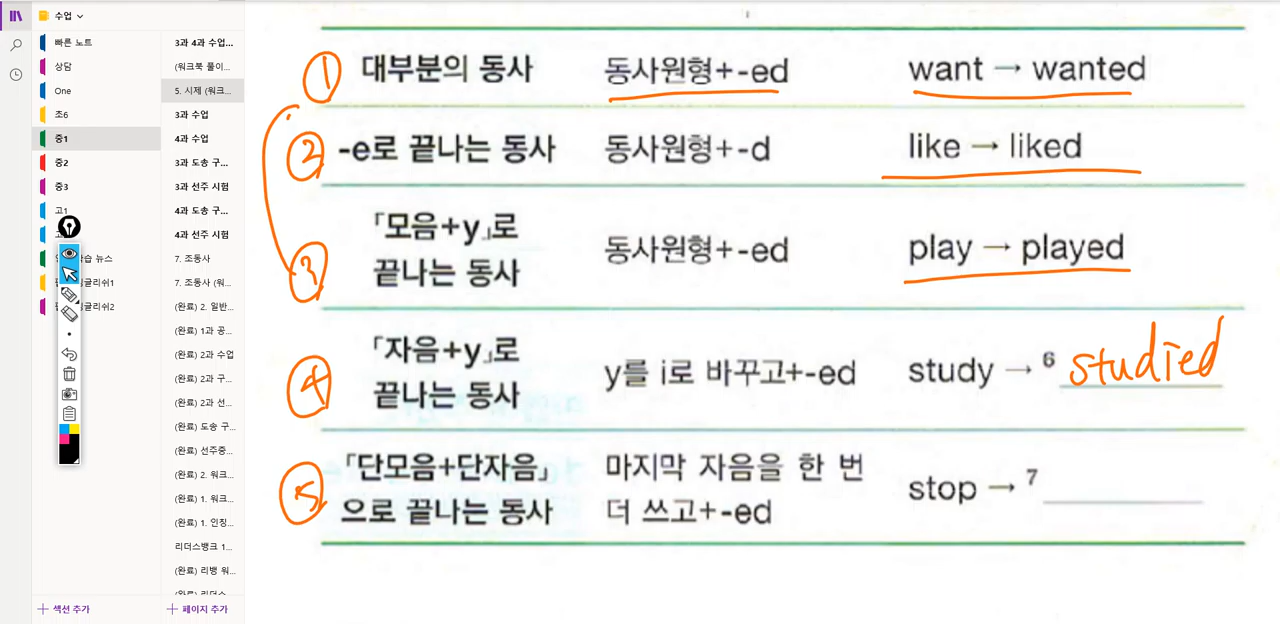 수업
빠른 노트
상담
One
초6
중1
중2
중3
고1
3과 4과 수업...
(워크북 풀이...
5. 시제 (워크...
3과 수업
4과 수업
3과 도송 구...
3과 선주 시험
4과 도송 구...
4과 선주 시험
7. 조동사
7. 조동사 (워...
(완료) 2. 일반...
(완료) 1과 공...
(완료) 2과 수업
(완료) 2과 구...
(완료) 2과 선...
(완료) 도송 구...
(완료) 선주중...
(완료) 2. 워크...
(완료) 1. 워크...
(완료) 1. 인칭...
리더스뱅크 1...
(완료) 리뱅 워...
섹션 추가
페이지 추가
① 대부분의 동사 동사원형+-ed want → wanted
② -e로 끝나는 동사 동사원형+-d like → liked
「모음+y」로
③ 끝나는 동사 동사원형+-ed play → played
「자음+y」로
④ 끝나는 동사 y를 i로 바꾸고+-ed study → 6 studied
「단모음+단자음」 마지막 자음을 한 번
⑤ 으로 끝나는 동사 더 쓰고+-ed stop → 7